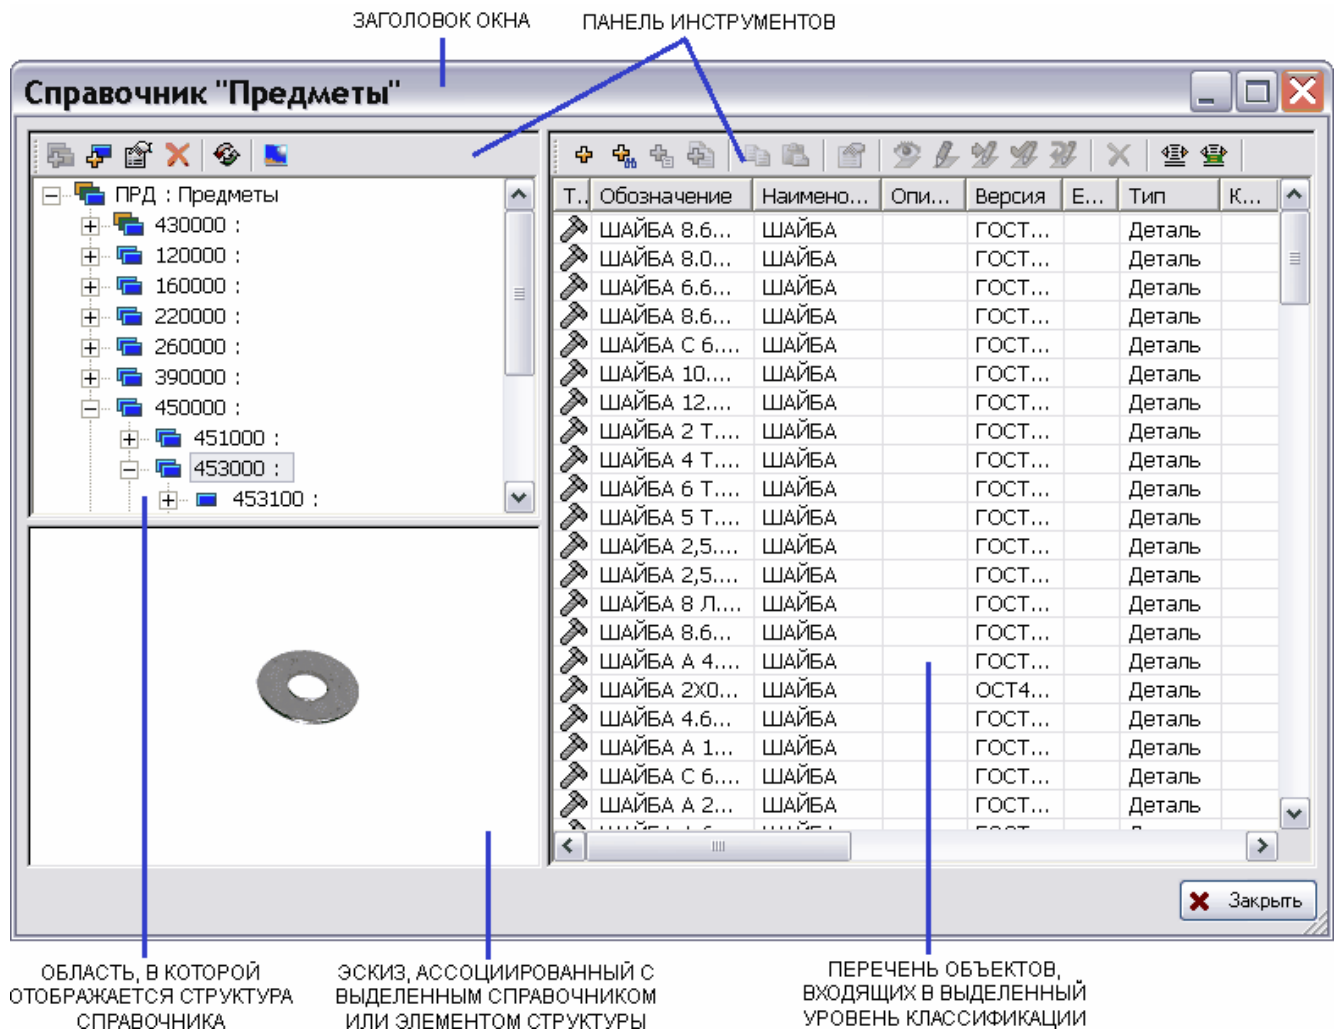 ЗАГОЛОВОК ОКНА
ПАНЕЛЬ ИНСТРУМЕНТОВ
Справочник "Предметы"
ПРД : Предметы
430000 :
120000 :
160000 :
220000 :
260000 :
390000 :
450000 :
451000 :
453000 :
453100 :
Т.. Обозначение Наимено... Опи... Версия Е... Тип К...
ШАЙБА 8.6... ШАЙБА ГОСТ... Деталь
ШАЙБА 8.0... ШАЙБА ГОСТ... Деталь
ШАЙБА 6.6... ШАЙБА ГОСТ... Деталь
ШАЙБА 8.6... ШАЙБА ГОСТ... Деталь
ШАЙБА С 6.... ШАЙБА ГОСТ... Деталь
ШАЙБА 10.... ШАЙБА ГОСТ... Деталь
ШАЙБА 12.... ШАЙБА ГОСТ... Деталь
ШАЙБА 2 Т.... ШАЙБА ГОСТ... Деталь
ШАЙБА 4 Т.... ШАЙБА ГОСТ... Деталь
ШАЙБА 6 Т.... ШАЙБА ГОСТ... Деталь
ШАЙБА 5 Т.... ШАЙБА ГОСТ... Деталь
ШАЙБА 2,5.... ШАЙБА ГОСТ... Деталь
ШАЙБА 2,5.... ШАЙБА ГОСТ... Деталь
ШАЙБА 8 Л.... ШАЙБА ГОСТ... Деталь
ШАЙБА 8.6... ШАЙБА ГОСТ... Деталь
ШАЙБА А 4.... ШАЙБА ГОСТ... Деталь
ШАЙБА 2Х0... ШАЙБА ОСТ4... Деталь
ШАЙБА 4.6... ШАЙБА ГОСТ... Деталь
ШАЙБА А 1... ШАЙБА ГОСТ... Деталь
ШАЙБА С 6.... ШАЙБА ГОСТ... Деталь
ШАЙБА А 2... ШАЙБА ГОСТ... Деталь
Закрыть
ОБЛАСТЬ, В КОТОРОЙ
ОТОБРАЖАЕТСЯ СТРУКТУРА
СПРАВОЧНИКА
ЭСКИЗ, АССОЦИИРОВАННЫЙ С
ВЫДЕЛЕННЫМ СПРАВОЧНИКОМ
ИЛИ ЭЛЕМЕНТОМ СТРУКТУРЫ
ПЕРЕЧЕНЬ ОБЪЕКТОВ,
ВХОДЯЩИХ В ВЫДЕЛЕННЫЙ
УРОВЕНЬ КЛАССИФИКАЦИИ